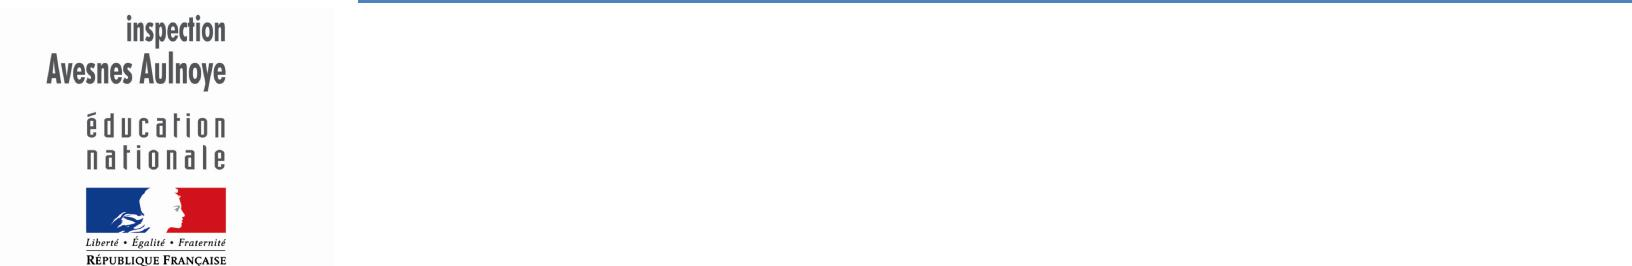 inspection
Avesnes Aulnoye
éducation
nationale
Liberté • Égalité • Fraternité
RÉPUBLIQUE FRANÇAISE